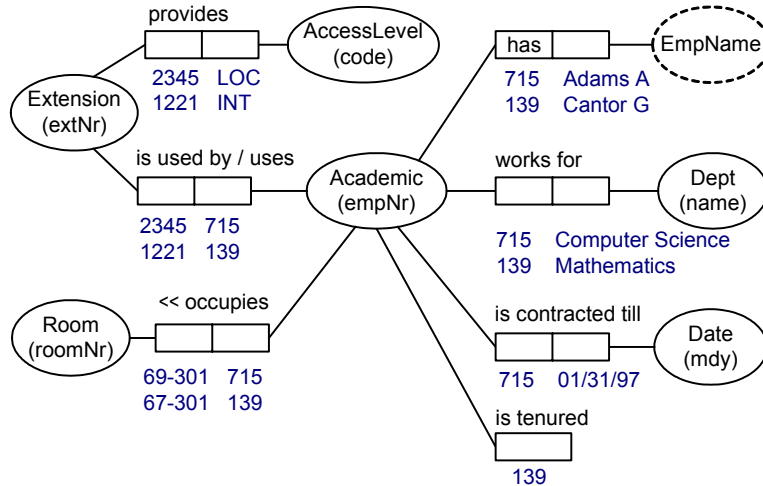 provides
AccessLevel
(code)
has
EmpName
2345 LOC
1221 INT
715 Adams A
139 Cantor G
Extension
(extNr)
is used by / uses
Academic
(empNr)
works for
Dept
(name)
2345 715
1221 139
715 Computer Science
139 Mathematics
<< occupies
Room
(roomNr)
is contracted till
Date
(mdy)
69-301 715
67-301 139
715 01/31/97
is tenured
139